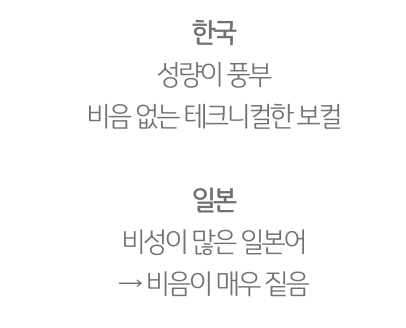 한국
성량이 풍부
비음 없는 테크니컬한 보컬
일본
비성이 많은 일본어
→ 비음이 매우 짙음